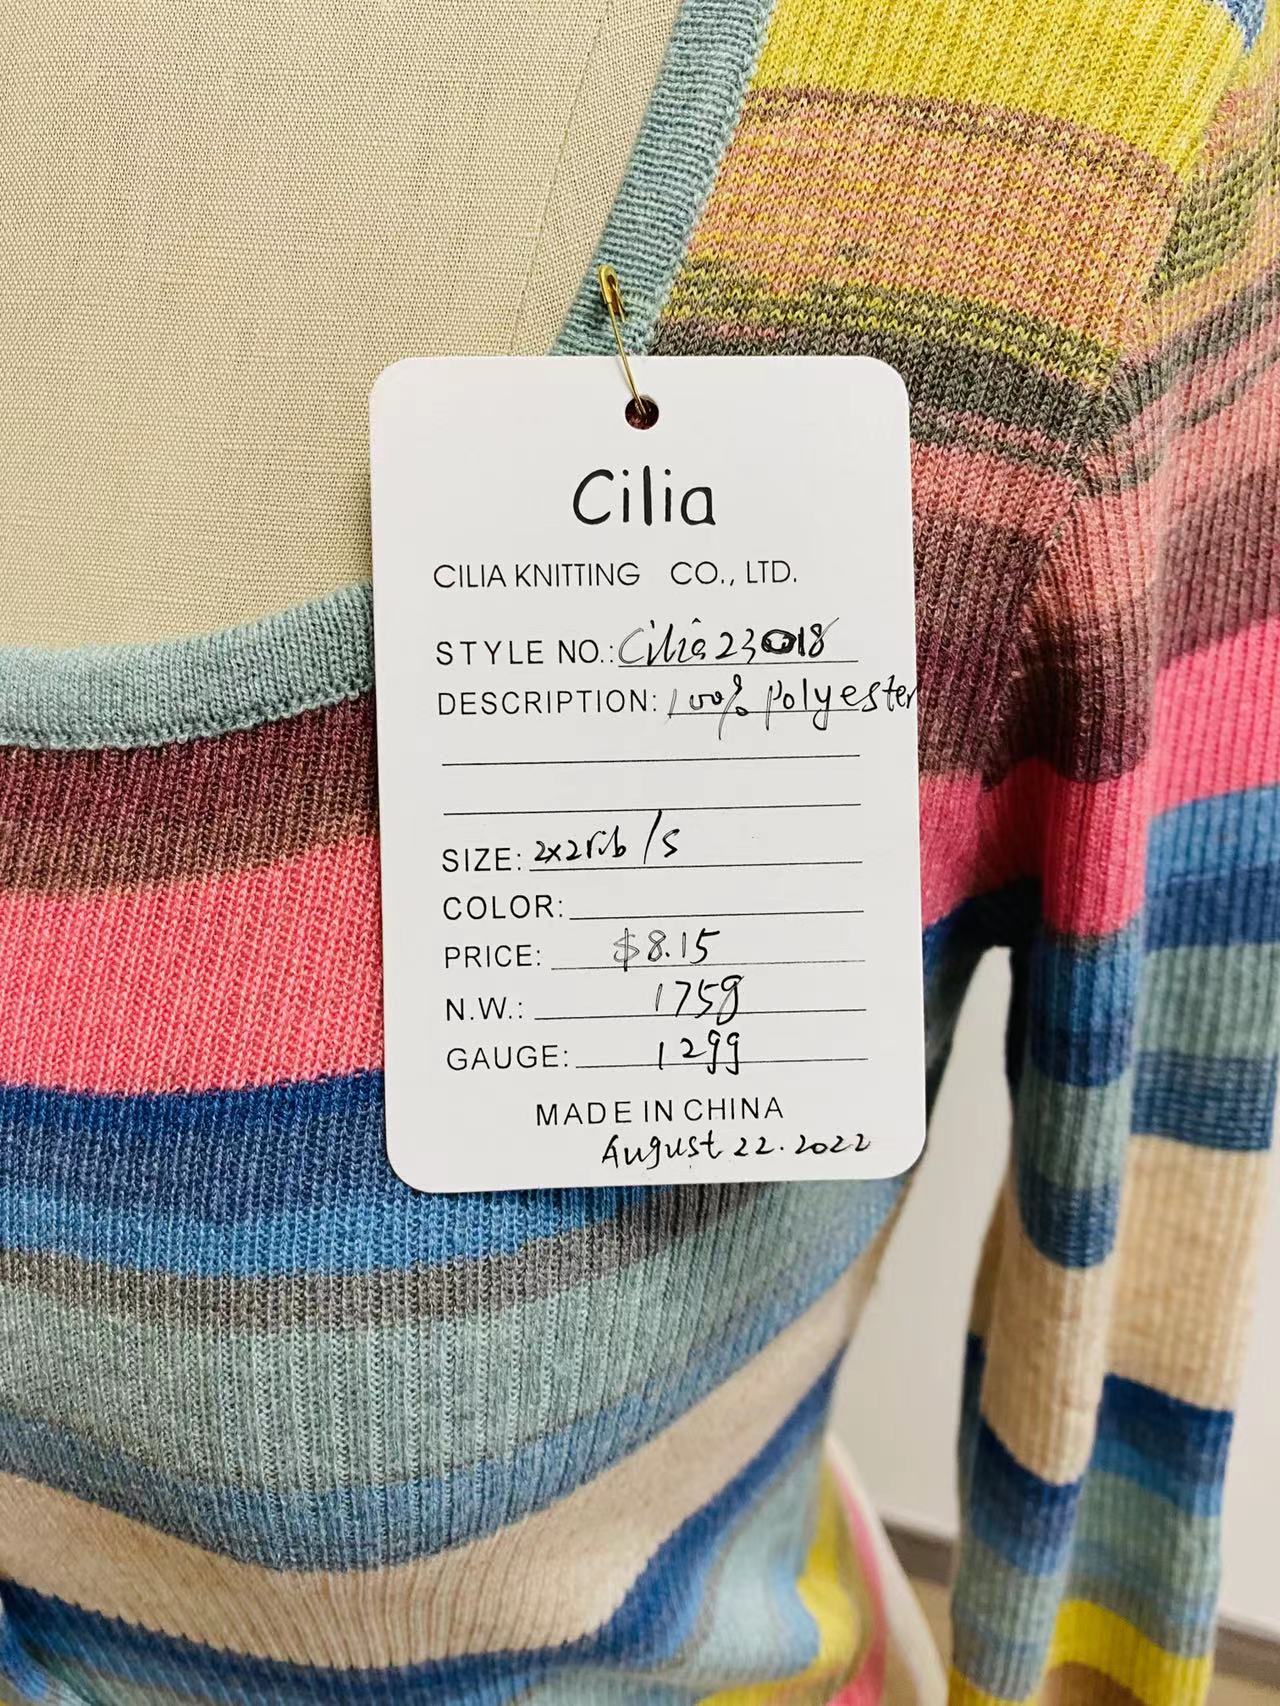 Cilia
CILIA KNITTING CO., LTD.
STYLE NO.: Cilia23018
DESCRIPTION: 100% polyester
SIZE: 2x2rib/S
COLOR:
PRICE: $8.15
N.W.: 175g
GAUGE: 12gg
MADE IN CHINA
August 22.2022